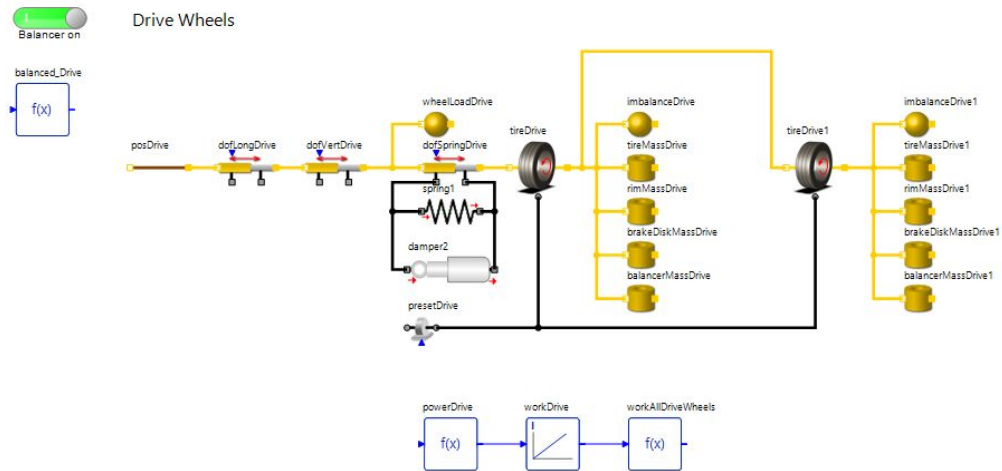 Drive Wheels
Balancer on
balanced_Drive
f(x)
wheelLoadDrive
imbalanceDrive
imbalanceDrive1
tireDrive
tireDrive1
posDrive
dofLongDrive
dofVertDrive
dofSpringDrive
tireMassDrive
tireMassDrive1
spring1
rimMassDrive
rimMassDrive1
damper2
brakeDiskMassDrive
brakeDiskMassDrive1
balancerMassDrive
balancerMassDrive1
presetDrive
powerDrive
workDrive
workAllDriveWheels
f(x)
I
f(x)